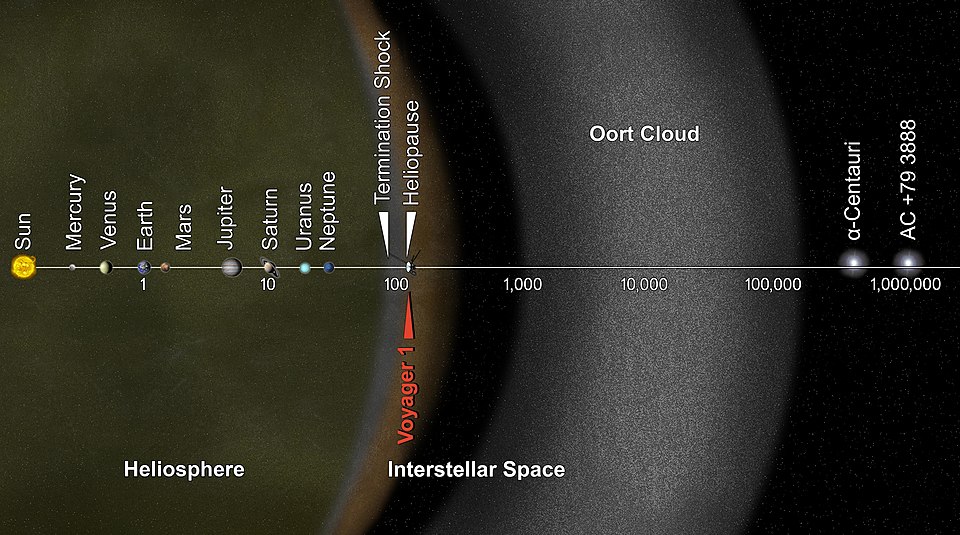 Sun
Mercury
Venus
Earth
Mars
Jupiter
Saturn
Uranus
Neptune
Termination Shock
Heliopause
Oort Cloud
α-Centauri
AC +79 3888
1
10
100
1,000
10,000
100,000
1,000,000
Voyager 1
Heliosphere
Interstellar Space